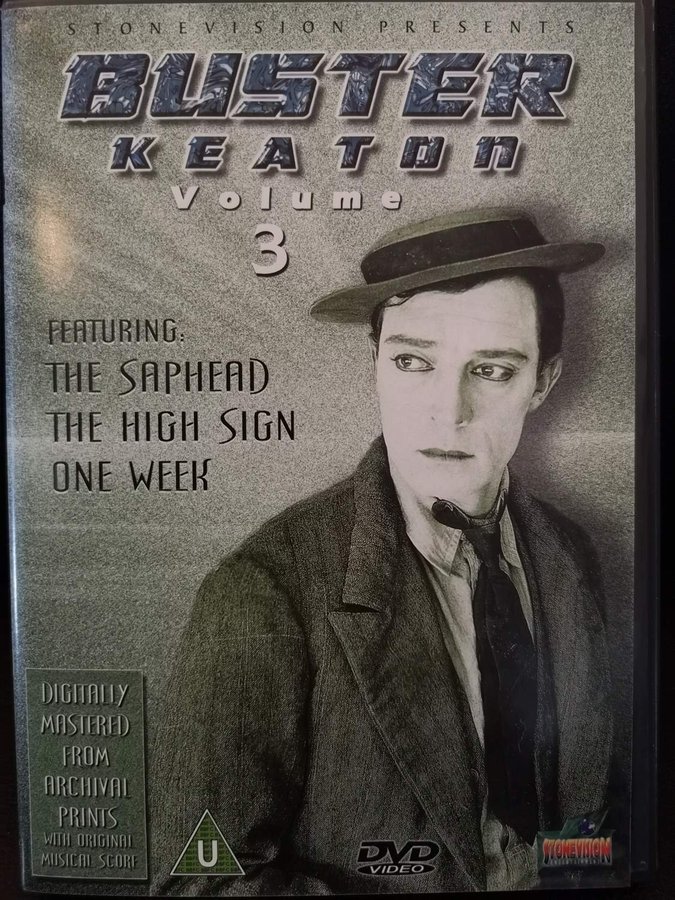 STONEVISION PRESENTS
BUSTER
KEATON
Volume
3
FEATURING:
THE SAPHEAD
THE HIGH SIGN
ONE WEEK
DIGITALLY
MASTERED
FROM
ARCHIVAL
PRINTS
WITH ORIGINAL
MUSICAL SCORE
U
DVD
VIDEO
STONEVISION